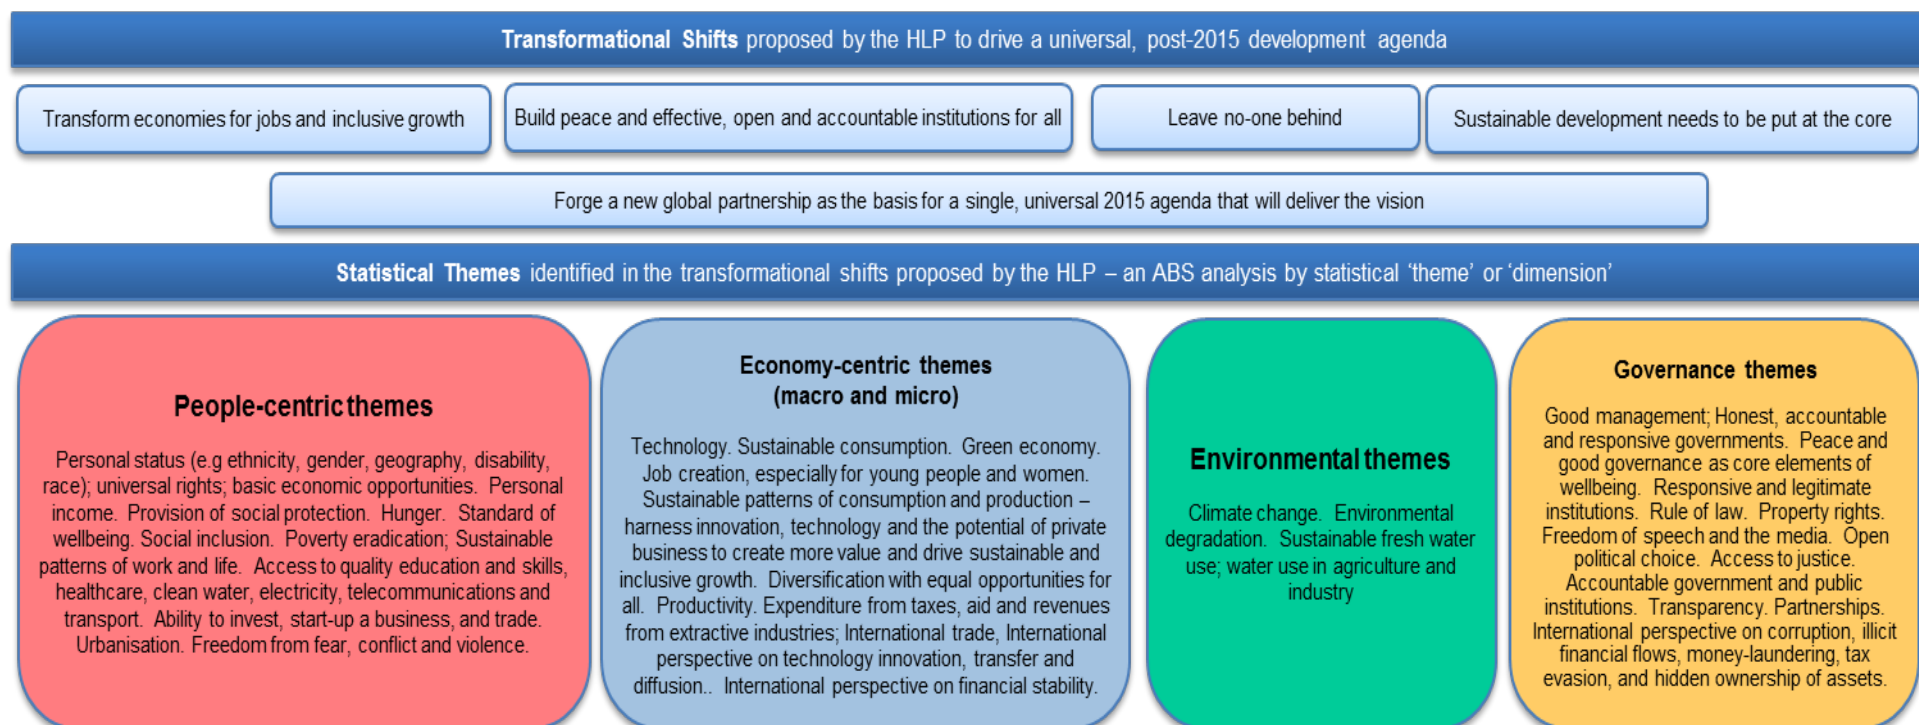 Transformational Shifts proposed by the HLP to drive a universal, post-2015 development agenda
Transform economies for jobs and inclusive growth
Build peace and effective, open and accountable institutions for all
Leave no-one behind
Sustainable development needs to be put at the core
Forge a new global partnership as the basis for a single, universal 2015 agenda that will deliver the vision
Statistical Themes identified in the transformational shifts proposed by the HLP – an ABS analysis by statistical ‘theme’ or ‘dimension’
People-centric themes
Personal status (e.g ethnicity, gender, geography, disability,
race); universal rights; basic economic opportunities. Personal
income. Provision of social protection. Hunger. Standard of
wellbeing. Social inclusion. Poverty eradication; Sustainable
patterns of work and life. Access to quality education and skills,
healthcare, clean water, electricity, telecommunications and
transport. Ability to invest, start-up a business, and trade.
Urbanisation. Freedom from fear, conflict and violence.
Economy-centric themes
(macro and micro)
Technology. Sustainable consumption. Green economy.
Job creation, especially for young people and women.
Sustainable patterns of consumption and production –
harness innovation, technology and the potential of private
business to create more value and drive sustainable and
inclusive growth. Diversification with equal opportunities for
all. Productivity. Expenditure from taxes, aid and revenues
from extractive industries; International trade, International
perspective on technology innovation, transfer and
diffusion.. International perspective on financial stability.
Environmental themes
Climate change. Environmental
degradation. Sustainable fresh water
use; water use in agriculture and
industry
Governance themes
Good management; Honest, accountable
and responsive governments. Peace and
good governance as core elements of
wellbeing. Responsive and legitimate
institutions. Rule of law. Property rights.
Freedom of speech and the media. Open
political choice. Access to justice.
Accountable government and public
institutions. Transparency. Partnerships.
International perspective on corruption, illicit
financial flows, money-laundering, tax
evasion, and hidden ownership of assets.